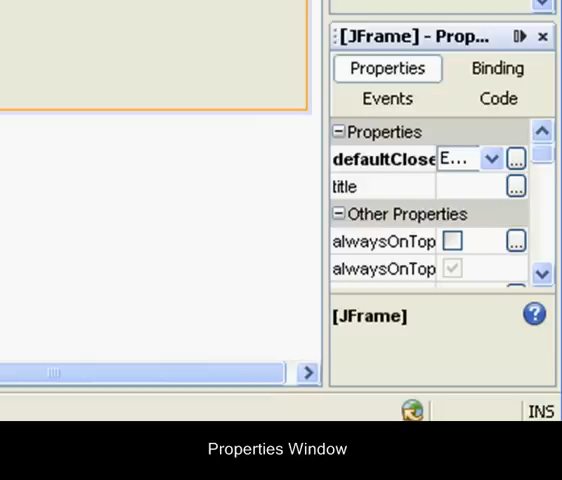 [JFrame] - Prop...
Properties Binding
Events Code
Properties
defaultClose E... ...
title ...
Other Properties
alwaysOnTop ...
alwaysOnTop
[JFrame]
?
INS
Properties Window